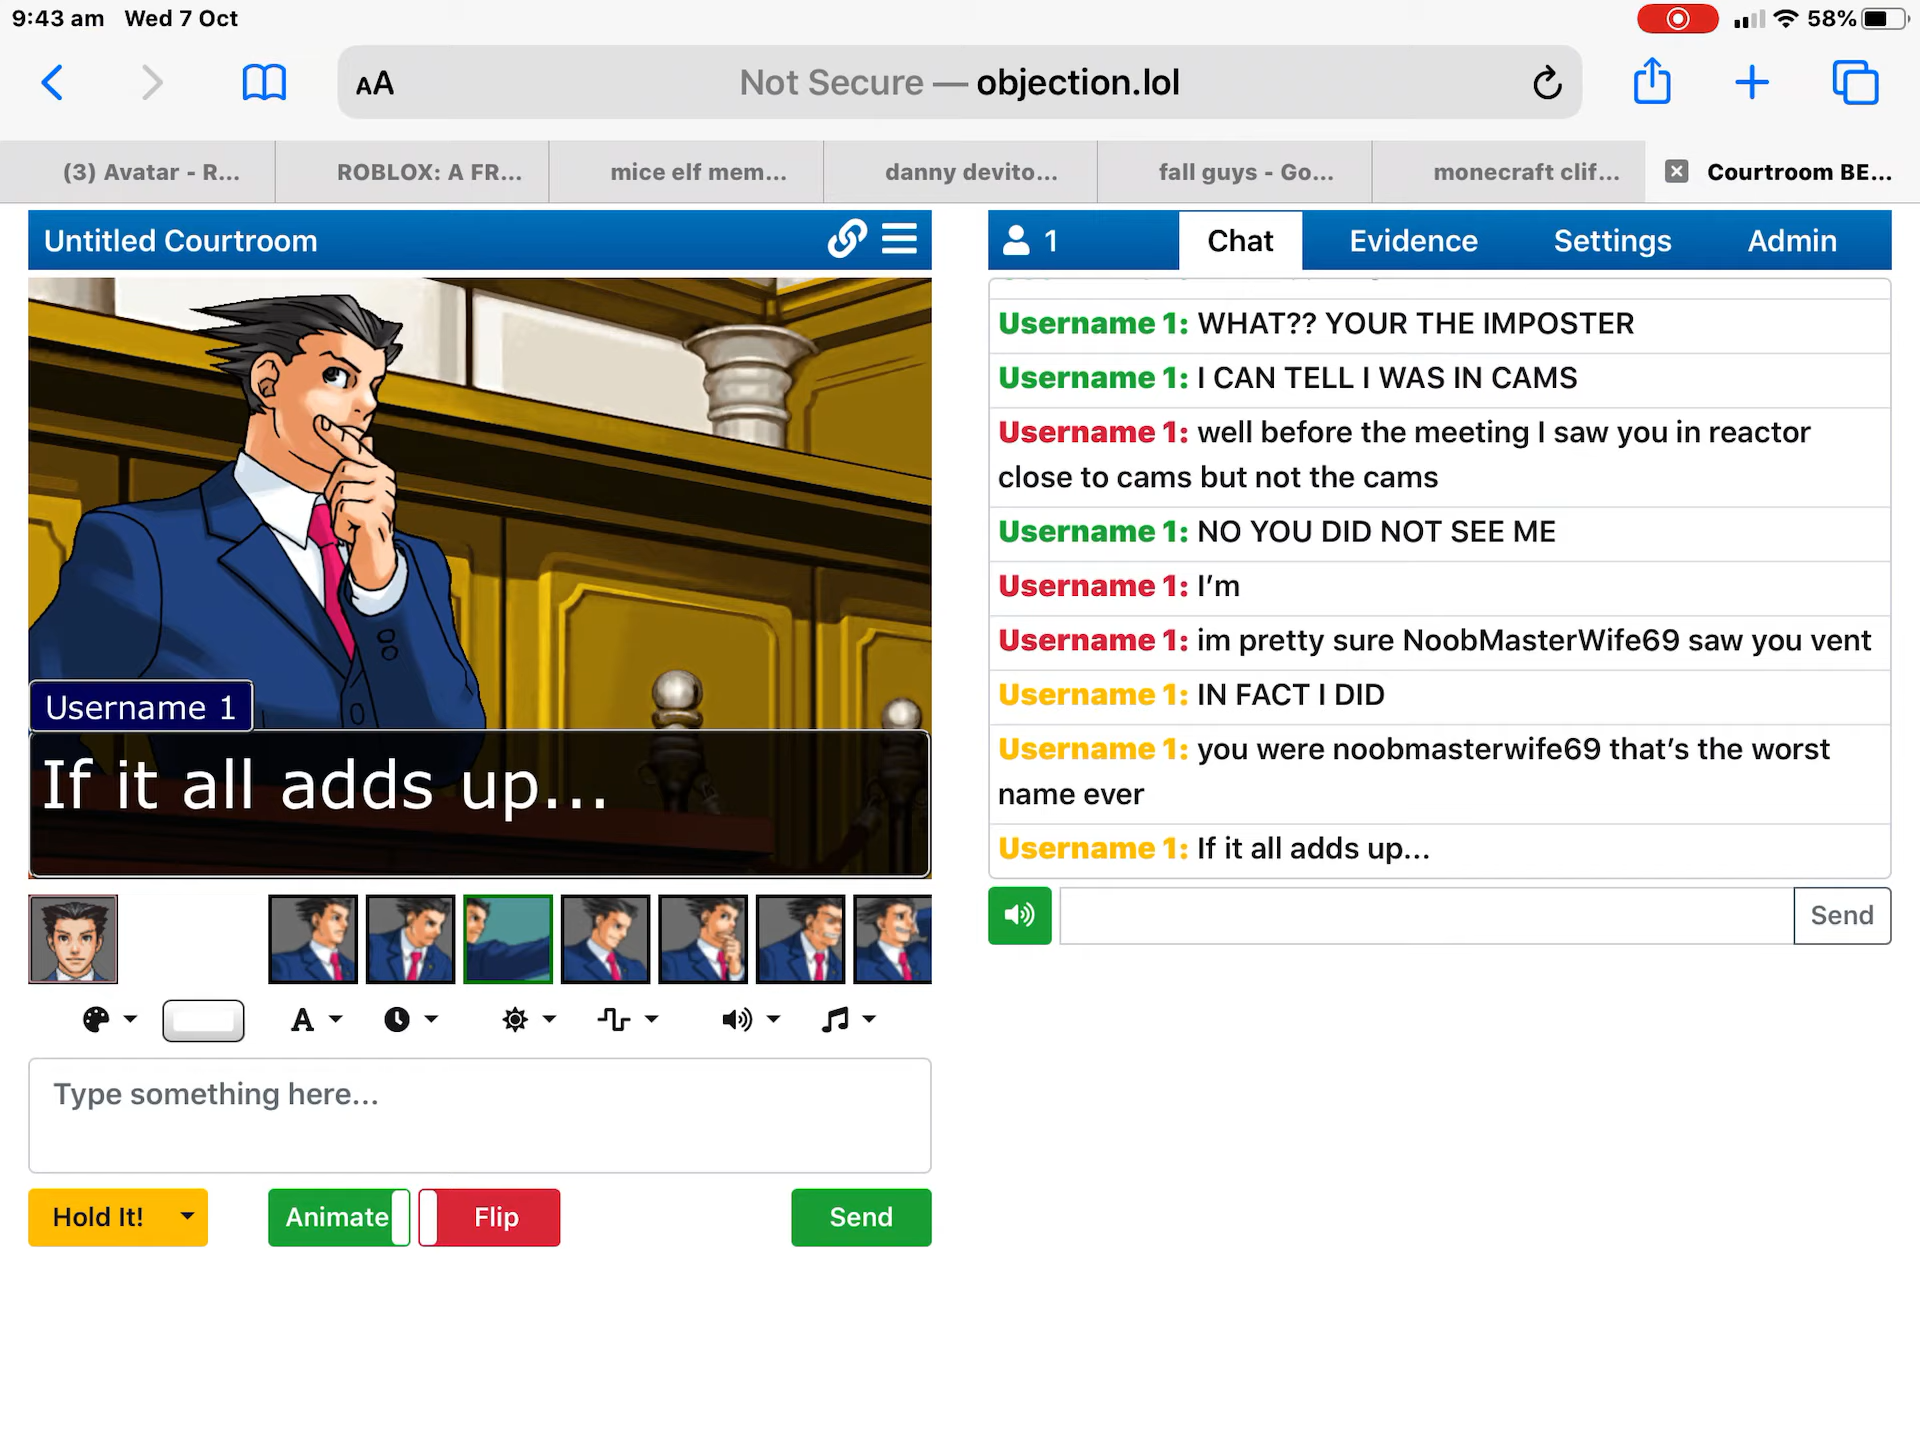 9:43 am Wed 7 Oct
58%
AA
Not Secure — objection.lol
(3) Avatar - R...
ROBLOX: A FR...
mice elf mem...
danny devito...
fall guys - Go...
monecraft clif...
Courtroom BE...
Untitled Courtroom
1
Chat
Evidence
Settings
Admin
Username 1: WHAT?? YOUR THE IMPOSTER
Username 1: I CAN TELL I WAS IN CAMS
Username 1: well before the meeting I saw you in reactor
close to cams but not the cams
Username 1: NO YOU DID NOT SEE ME
Username 1: I’m
Username 1: im pretty sure NoobMasterWife69 saw you vent
Username 1: IN FACT I DID
Username 1: you were noobmasterwife69 that’s the worst
name ever
Username 1: If it all adds up...
Send
Username 1
If it all adds up...
A
Type something here...
Hold It!
Animate
Flip
Send